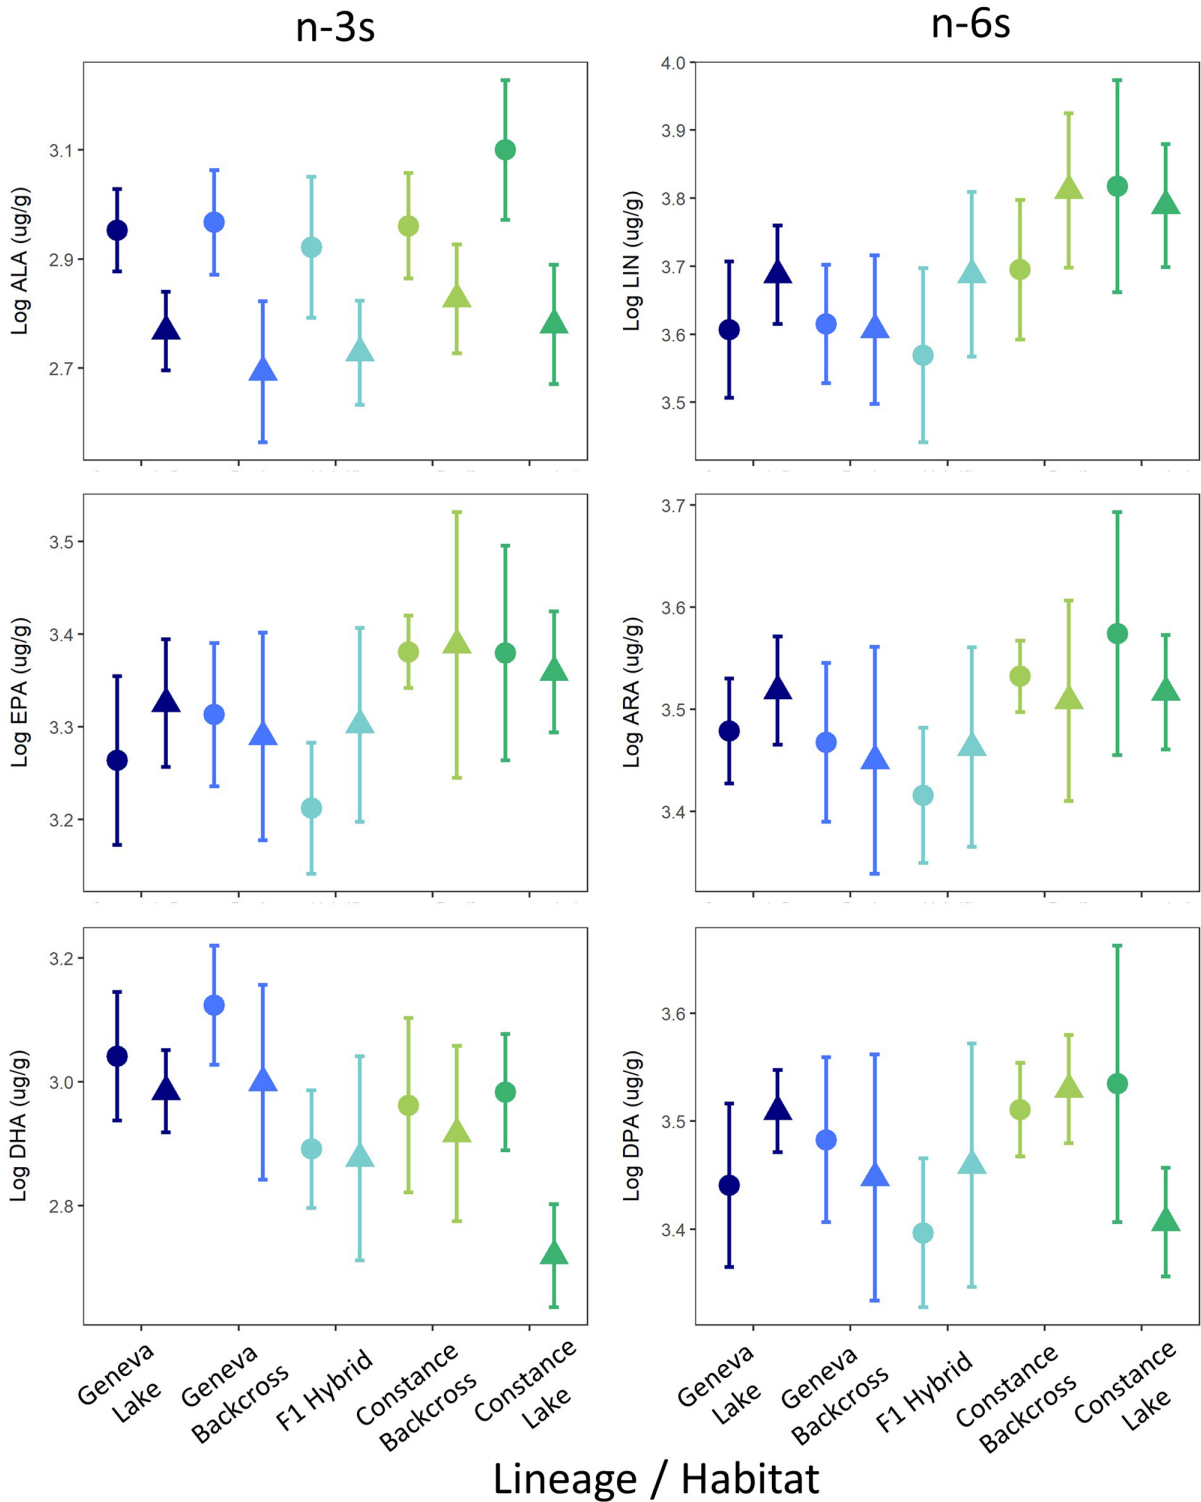 n-3s
n-6s
Log ALA (ug/g)
3.1
2.9
2.7
Log LIN (ug/g)
4.0
3.9
3.8
3.7
3.6
3.5
Log EPA (ug/g)
3.5
3.4
3.3
3.2
Log ARA (ug/g)
3.7
3.6
3.5
3.4
Log DHA (ug/g)
3.2
3.0
2.8
Log DPA (ug/g)
3.6
3.5
3.4
Geneva
Lake
Geneva
Backcross
F1 Hybrid
Constance
Backcross
Constance
Lake
Geneva
Lake
Geneva
Backcross
F1 Hybrid
Constance
Backcross
Constance
Lake
Lineage / Habitat